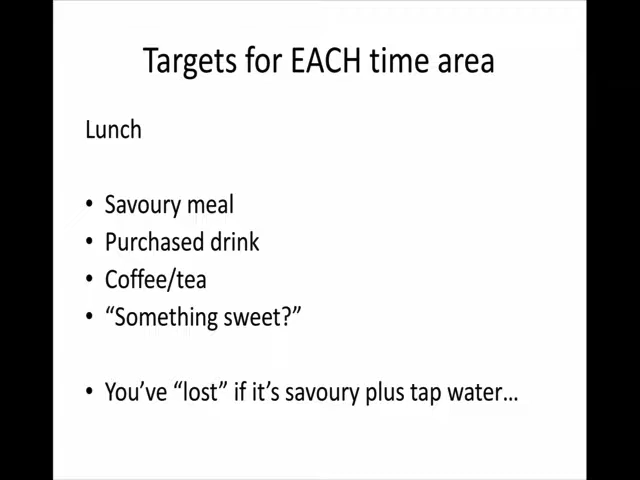 Targets for EACH time area
Lunch
• Savoury meal
• Purchased drink
• Coffee/tea
• “Something sweet?”
• You’ve “lost” if it’s savoury plus tap water…